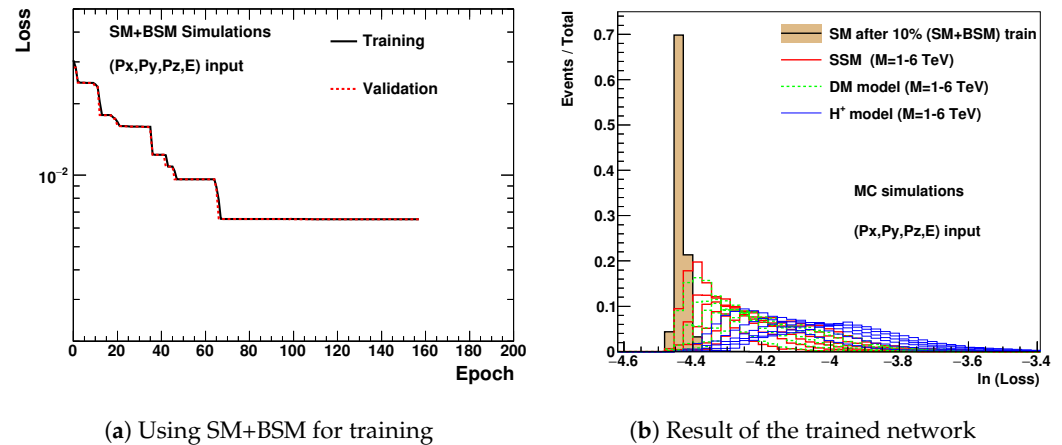 Loss
SM+BSM Simulations
(Px,Py,Pz,E) input
Training
Validation
10⁻²
0 20 40 60 80 100 120 140 160 180 200
Epoch
(a) Using SM+BSM for training
Events / Total
0.7
0.6
0.5
0.4
0.3
0.2
0.1
0
SM after 10% (SM+BSM) train
SSM (M=1-6 TeV)
DM model (M=1-6 TeV)
H⁺ model (M=1-6 TeV)
MC simulations
(Px,Py,Pz,E) input
−4.6 −4.4 −4.2 −4 −3.8 −3.6 −3.4
ln (Loss)
(b) Result of the trained network